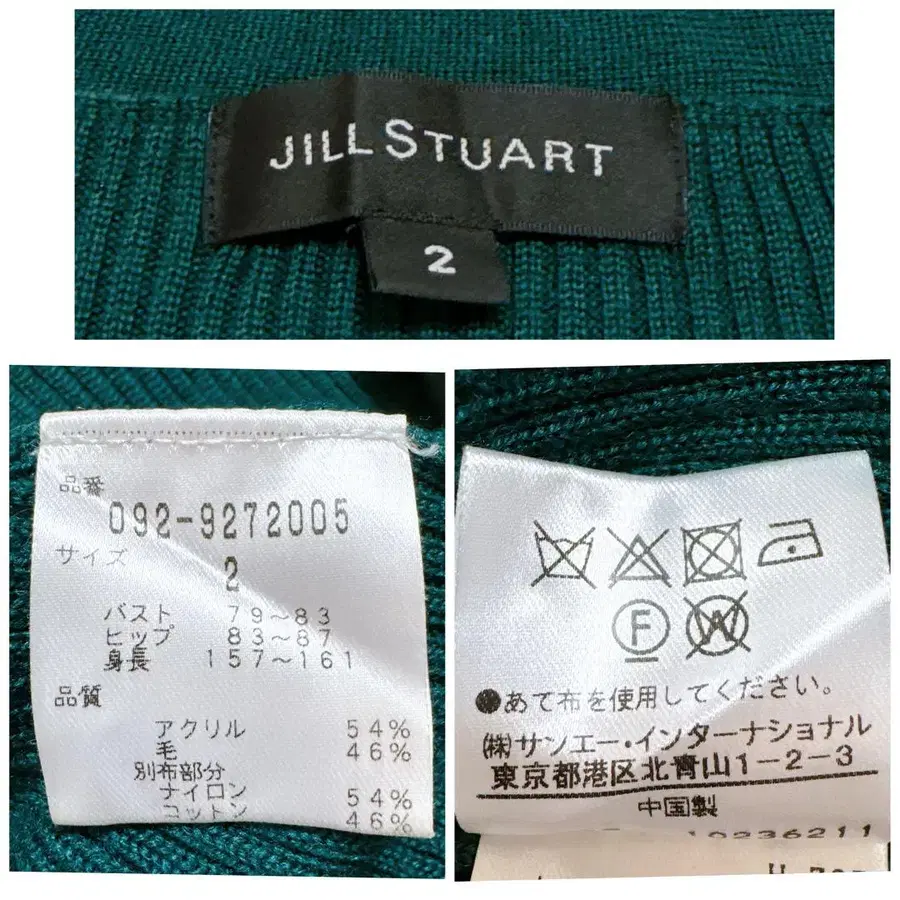 JILL STUART
2
品番
092-9272005
サイズ
2
バスト 79～83
ヒップ 83～87
身長 157～161
品質
アクリル 54%
毛 46%
別布部分
ナイロン 54%
コットン 46%
F W
●あて布を使用してください。
㈱サンエー・インターナショナル
東京都港区北青山1-2-3
中国製
10236211